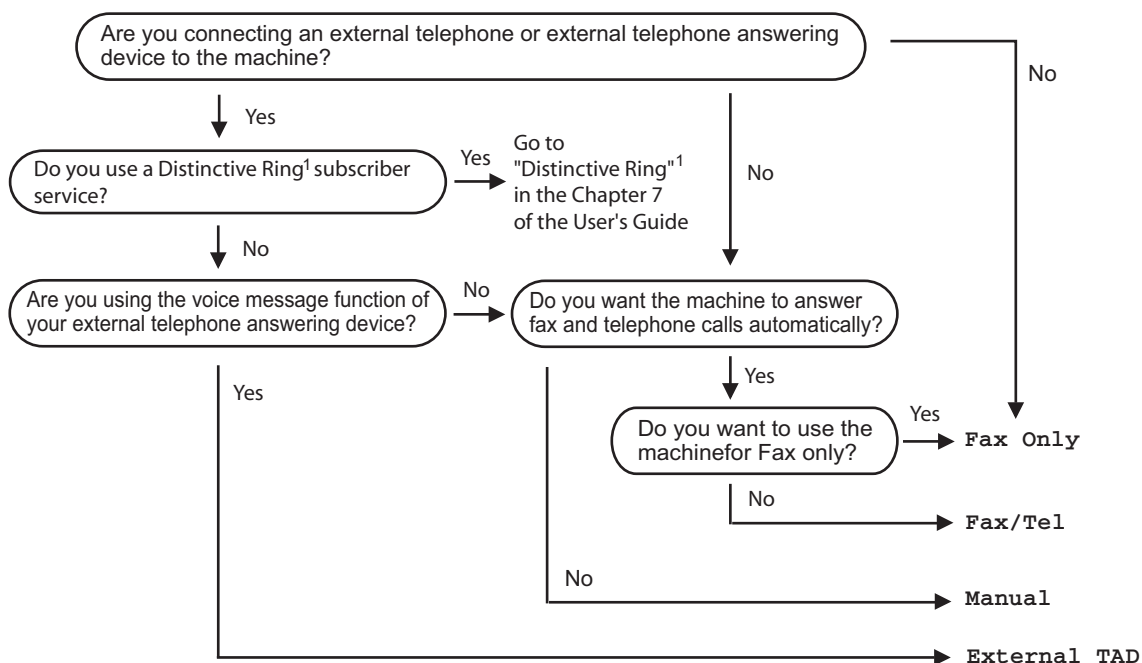 Are you connecting an external telephone or external telephone answering
device to the machine?
No
Yes
No
Do you use a Distinctive Ring¹ subscriber
service?
Yes
Go to
"Distinctive Ring"¹
in the Chapter 7
of the User's Guide
No
Are you using the voice message function of
your external telephone answering device?
No
Do you want the machine to answer
fax and telephone calls automatically?
Yes
Yes
Do you want to use the
machinefor Fax only?
Yes
Fax Only
No
Fax/Tel
No
Manual
External TAD